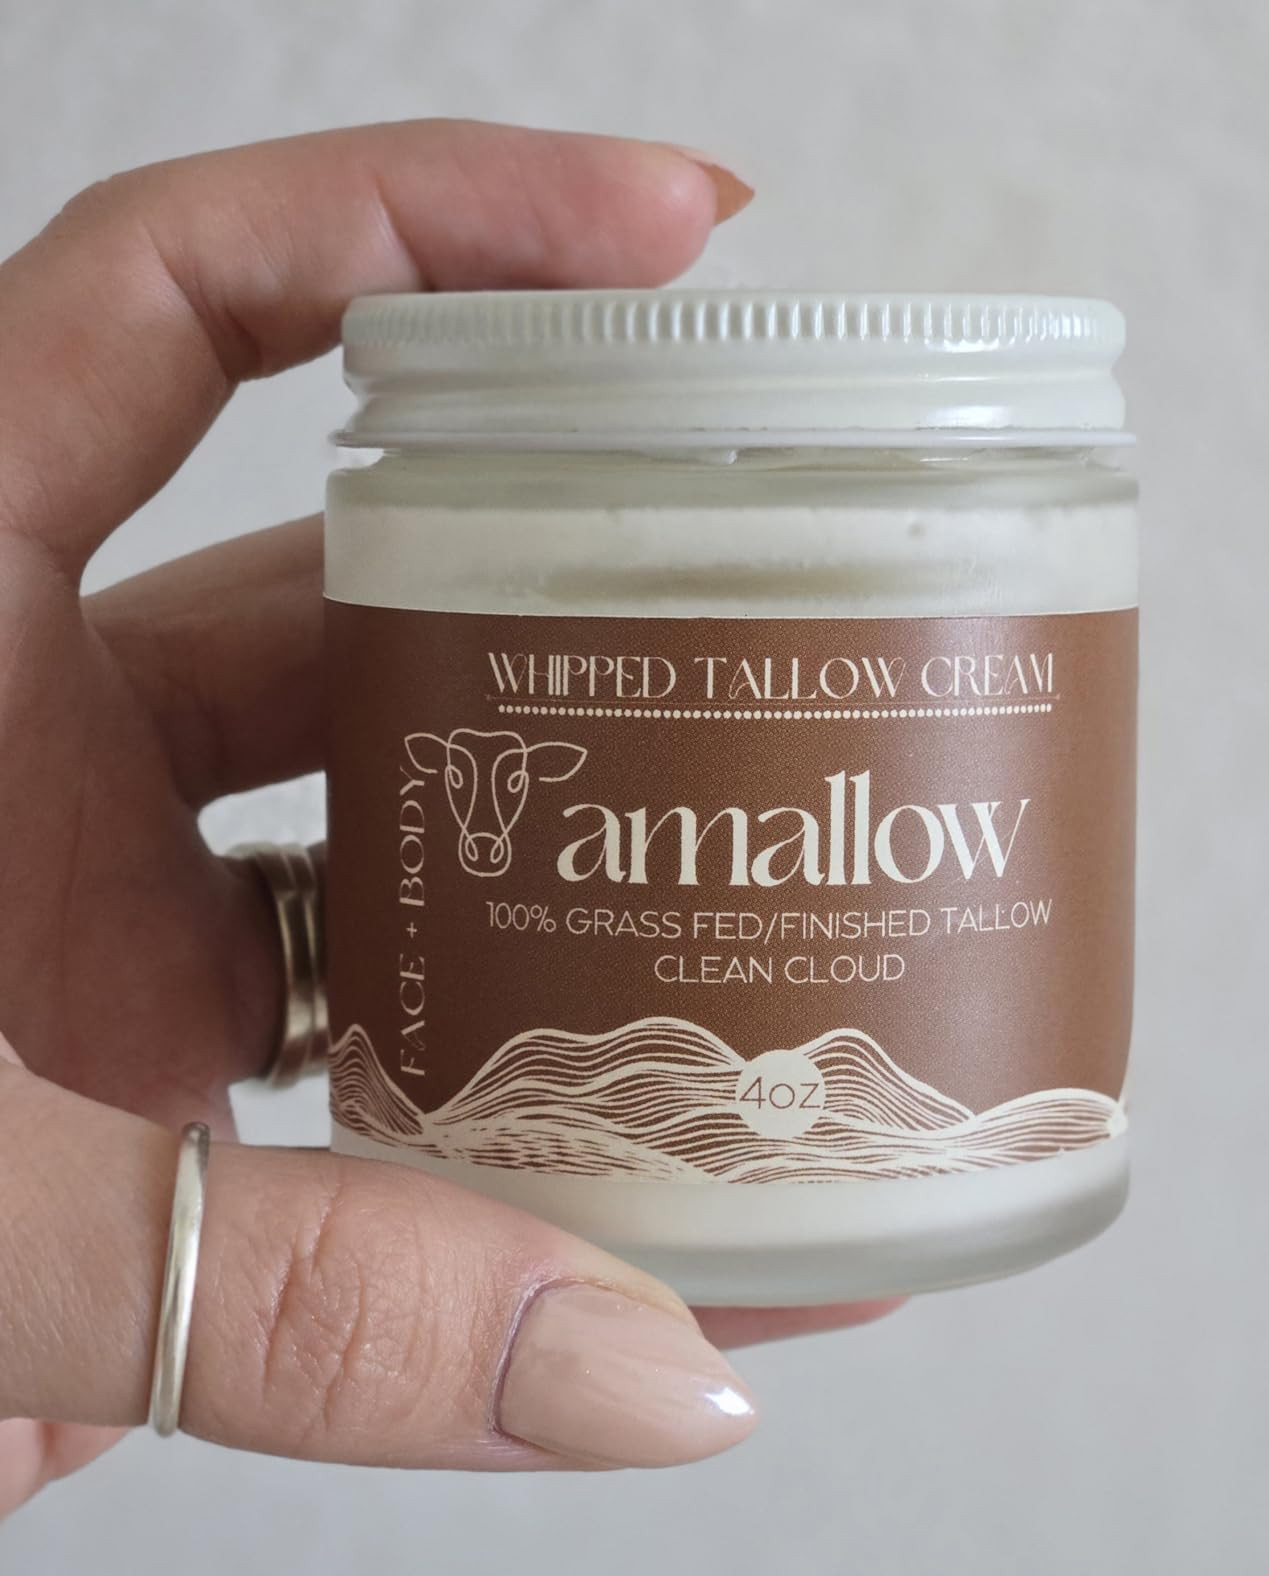 WHIPPED TALLOW CREAM
FACE + BODY
amallow
100% GRASS FED/FINISHED TALLOW
CLEAN CLOUD
4oz